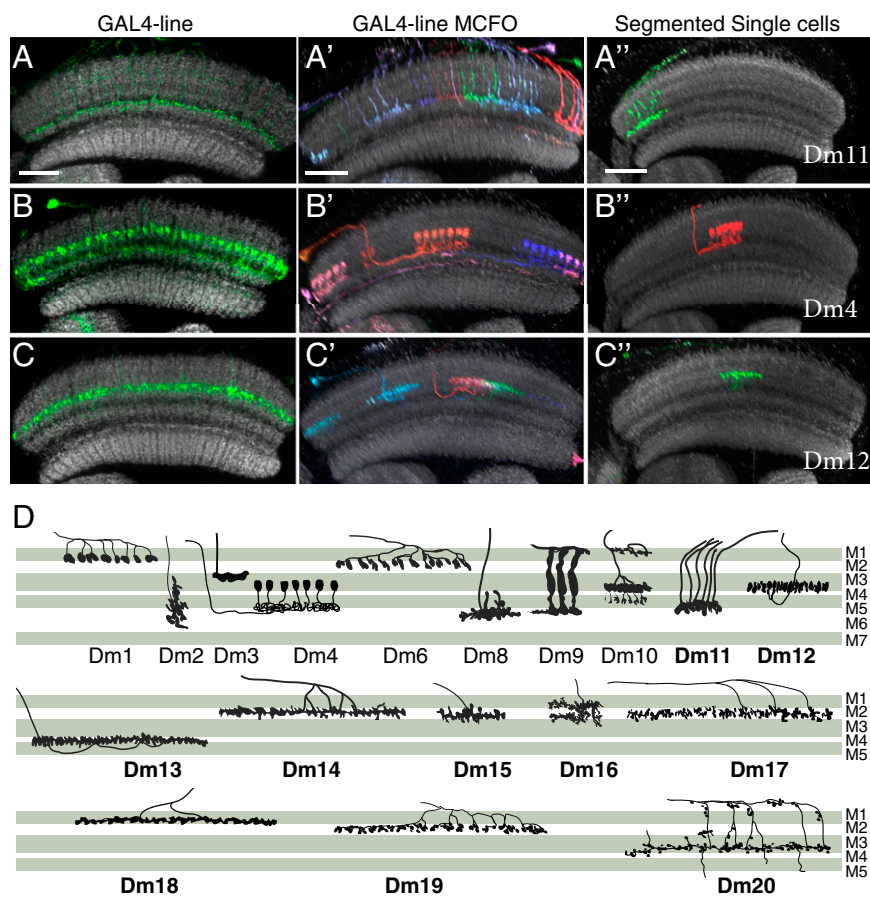 GAL4-line GAL4-line MCFO Segmented Single cells
A A' A''
Dm11
B B' B''
Dm4
C C' C''
Dm12
D
M1
M2
M3
M4
M5
M6
M7
Dm1 Dm2 Dm3 Dm4 Dm6 Dm8 Dm9 Dm10 Dm11 Dm12
M1
M2
M3
M4
M5
Dm13 Dm14 Dm15 Dm16 Dm17
M1
M2
M3
M4
M5
Dm18 Dm19 Dm20